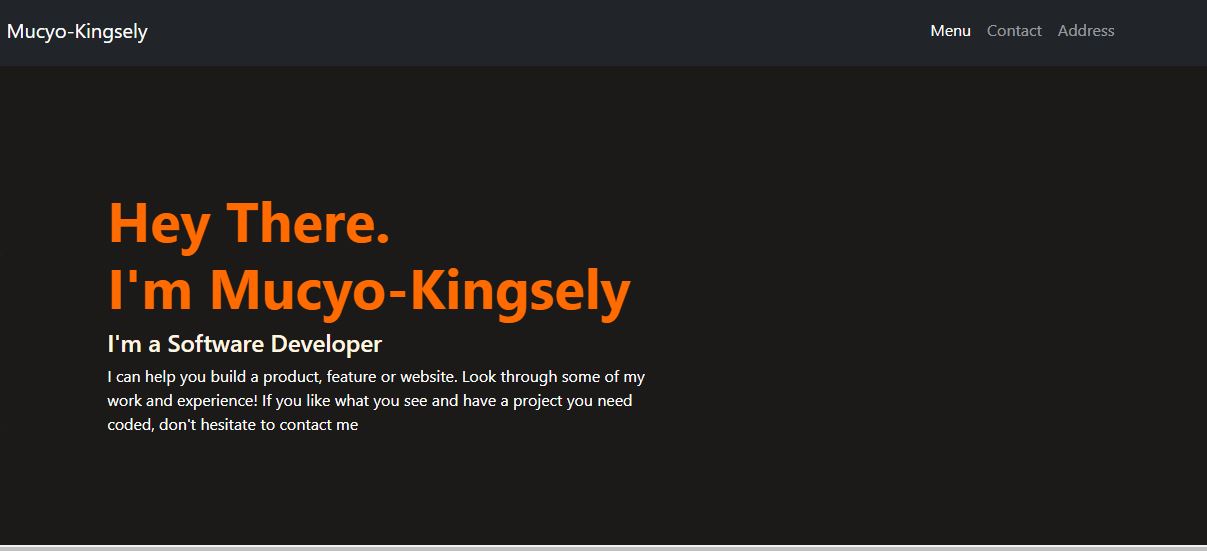 Mucyo-Kingsely
Menu Contact Address
Hey There.
I'm Mucyo-Kingsely
I'm a Software Developer
I can help you build a product, feature or website. Look through some of my
work and experience! If you like what you see and have a project you need
coded, don't hesitate to contact me